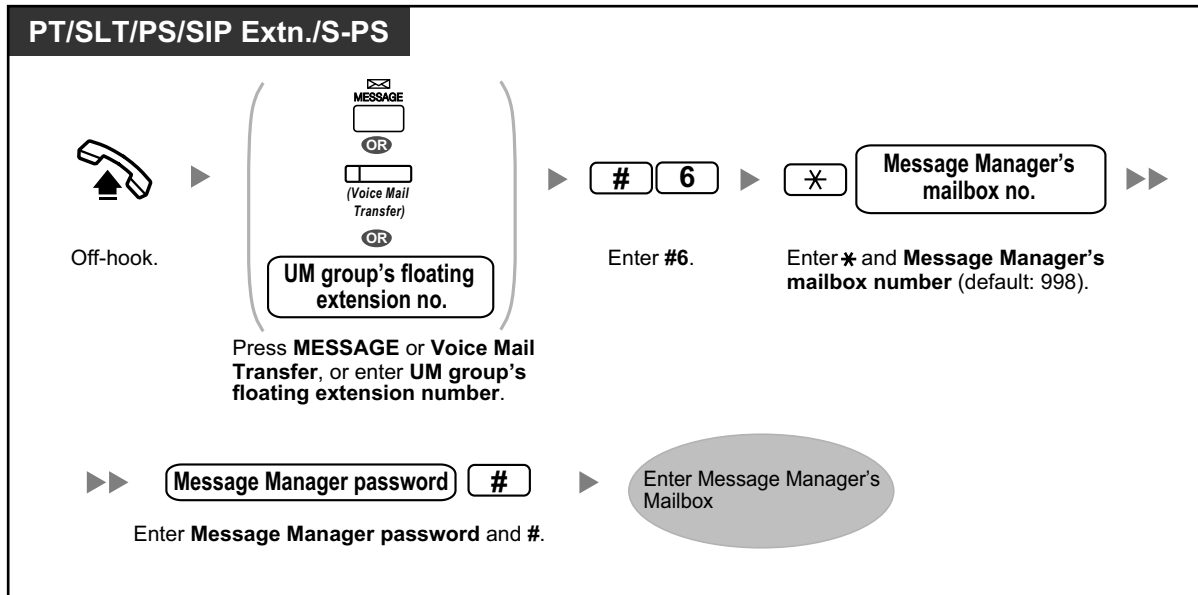 PT/SLT/PS/SIP Extn./S-PS
MESSAGE
OR
(Voice Mail
Transfer)
OR
UM group's floating
extension no.
# 6
* Message Manager's
mailbox no.
Off-hook.
Press MESSAGE or Voice Mail
Transfer, or enter UM group's
floating extension number.
Enter #6.
Enter * and Message Manager's
mailbox number (default: 998).
Message Manager password #
Enter Message Manager password and #.
Enter Message Manager's
Mailbox